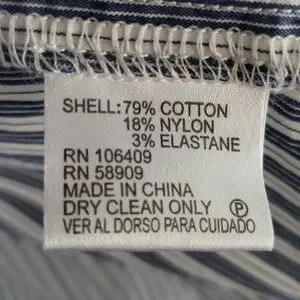 SHELL: 79% COTTON
18% NYLON
3% ELASTANE
RN 106409
RN 58909
MADE IN CHINA
DRY CLEAN ONLY Ⓟ
VER AL DORSO PARA CUIDADO